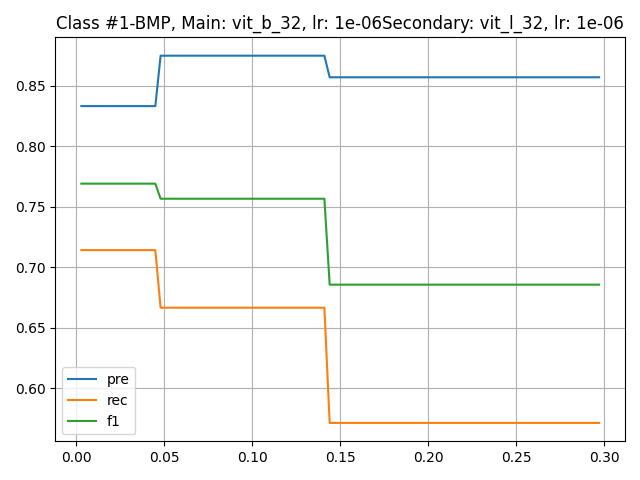 Class #1-BMP, Main: vit_b_32, lr: 1e-06Secondary: vit_l_32, lr: 1e-06
0.85
0.80
0.75
0.70
0.65
0.60
pre
rec
f1
0.00 0.05 0.10 0.15 0.20 0.25 0.30